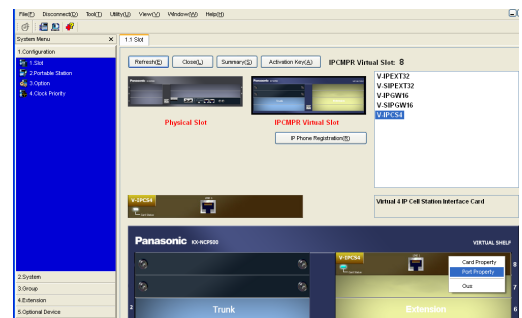 File(F) Disconnect(D) Tool(T) Utility(U) View(V) Window(W) Help(H)
System Menu X
1.1 Slot
1.Configuration
1.Slot
2.Portable Station
3.Option
4.Clock Priority
Refresh(E) Close(L) Summary(S) Activation Key(A) IPCMPR Virtual Slot: 8
V-IPEXT32
V-SIPEXT32
V-IPGW16
V-SIPGW16
V-IPCS4
Physical Slot
IPCMPR Virtual Slot
IP Phone Registration(R)
V-IPCS4
Virtual 4 IP Cell Station Interface Card
Panasonic KX-NCP500
VIRTUAL SHELF
V-IPCS4
Card Property
Port Property
Ous
8
7
2 Trunk
Extension 6
2.System
3.Group
4.Extension
5.Optional Device